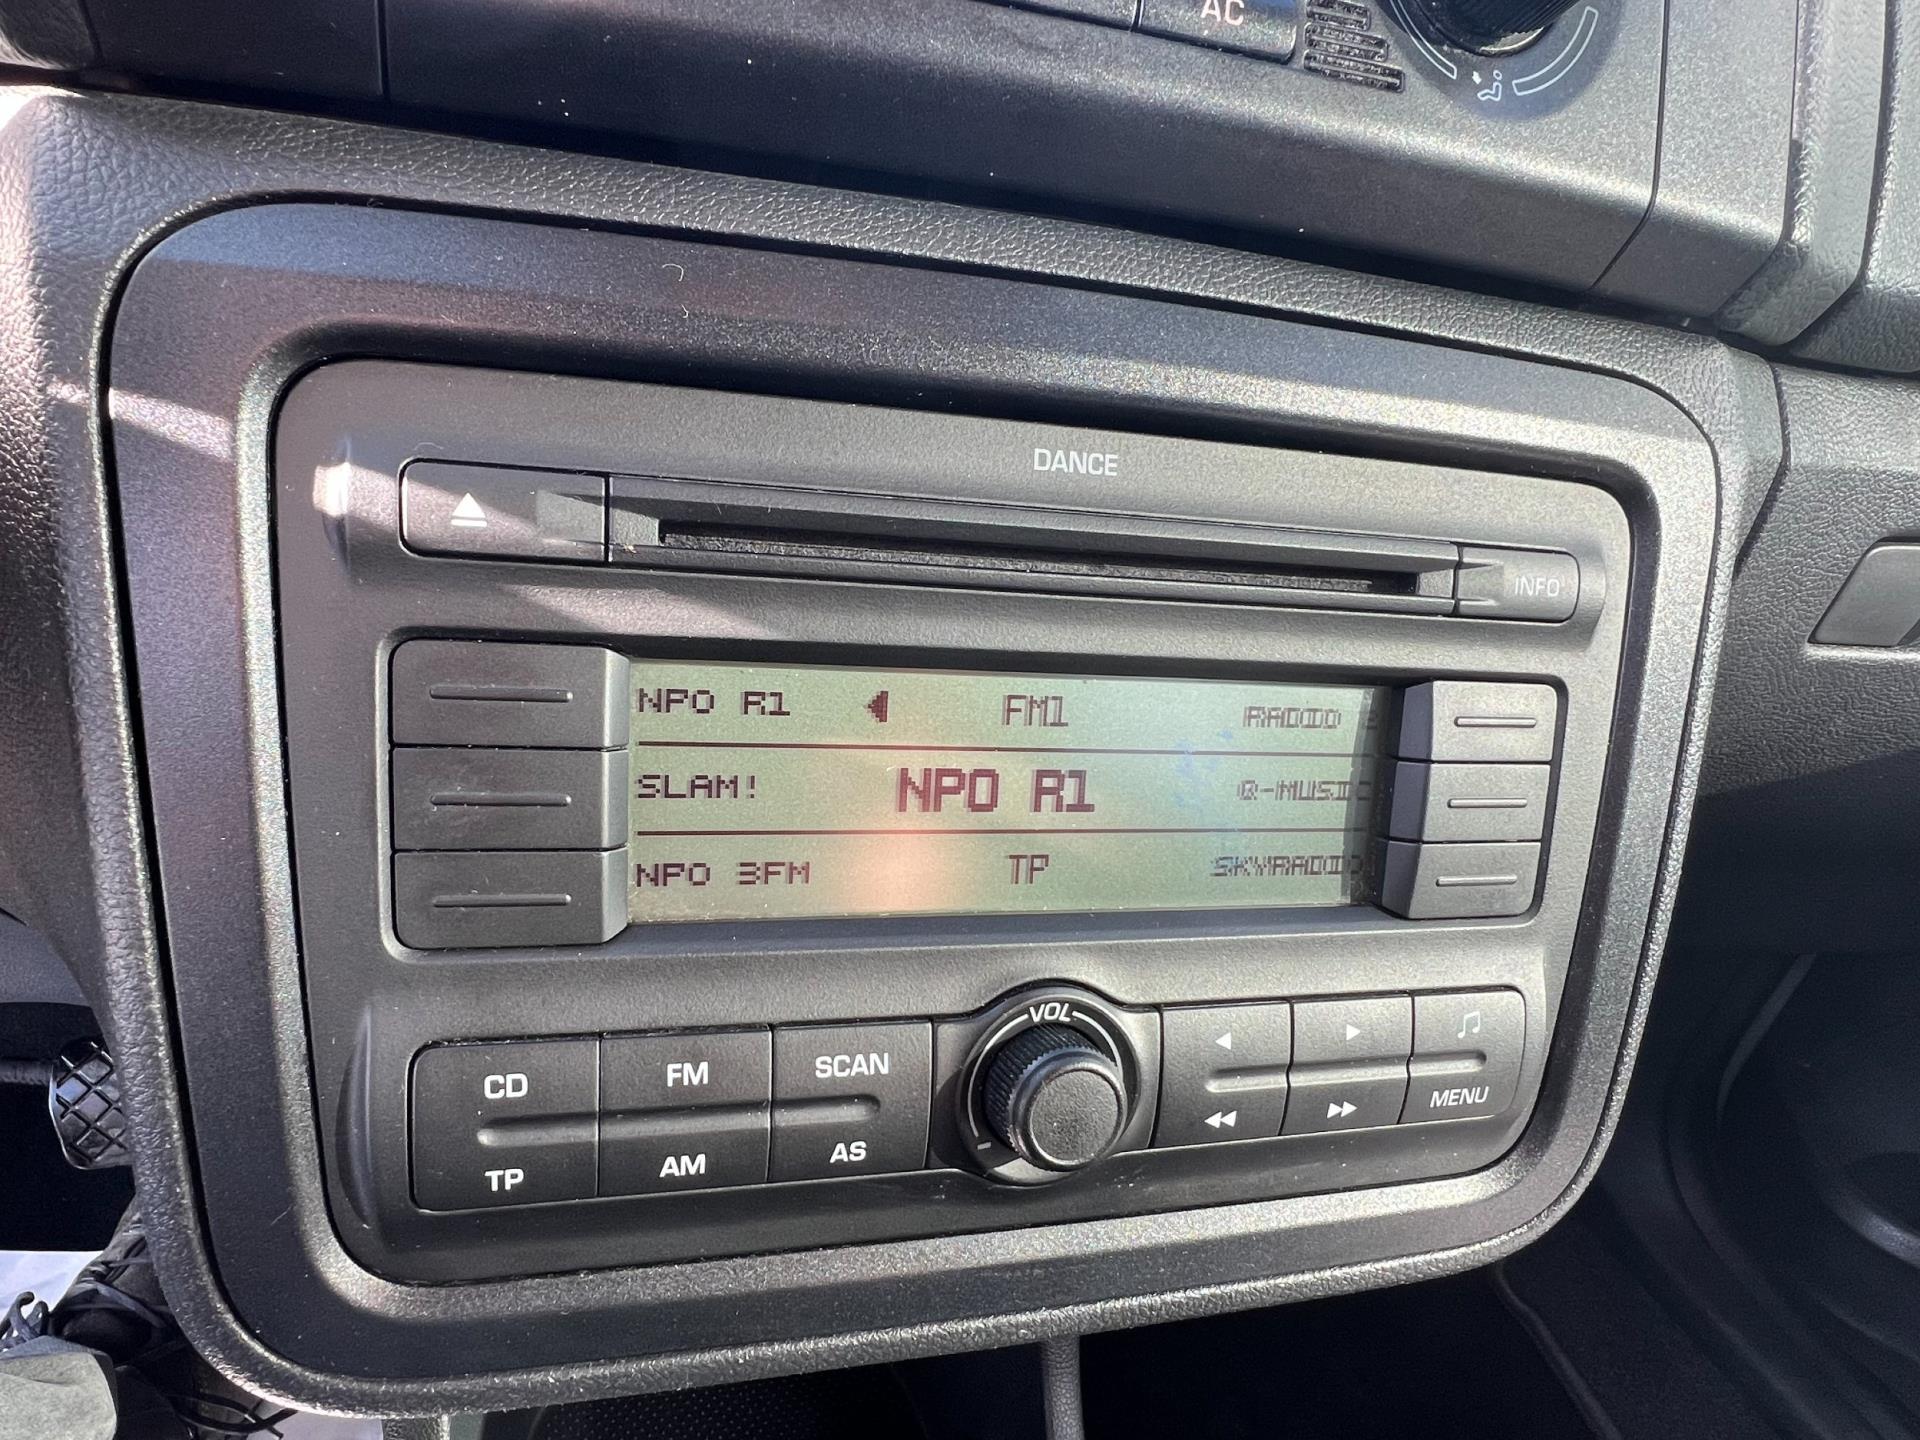 AC
DANCE
INFO
NPO R1 FM1 RADIO 2
SLAM! NPO R1 Q-MUSIC
NPO 3FM TP SKYRADIO
VOL
CD FM SCAN
TP AM AS
MENU